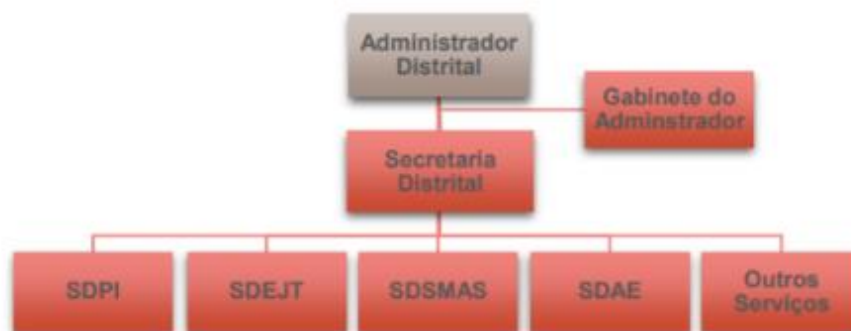 Administrador
Distrital
Gabinete do
Adminstrador
Secretaria
Distrital
SDPI
SDEJT
SDSMAS
SDAE
Outros
Serviços